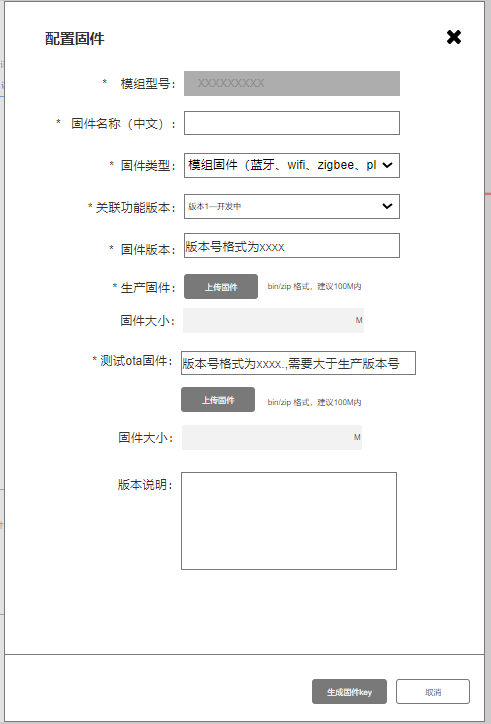 配置固件
* 模组型号: XXXXXXXXX
* 固件名称（中文）:
* 固件类型: 模组固件（蓝牙、wifi、zigbee、pl
* 关联功能版本: 版本1—开发中
* 固件版本: 版本号格式为xxxx
* 生产固件: 上传固件 bin/zip 格式，建议100M内
固件大小: M
* 测试ota固件: 版本号格式为xxxx.,需要大于生产版本号
上传固件 bin/zip 格式，建议100M内
固件大小: M
版本说明:
生成固件key 取消